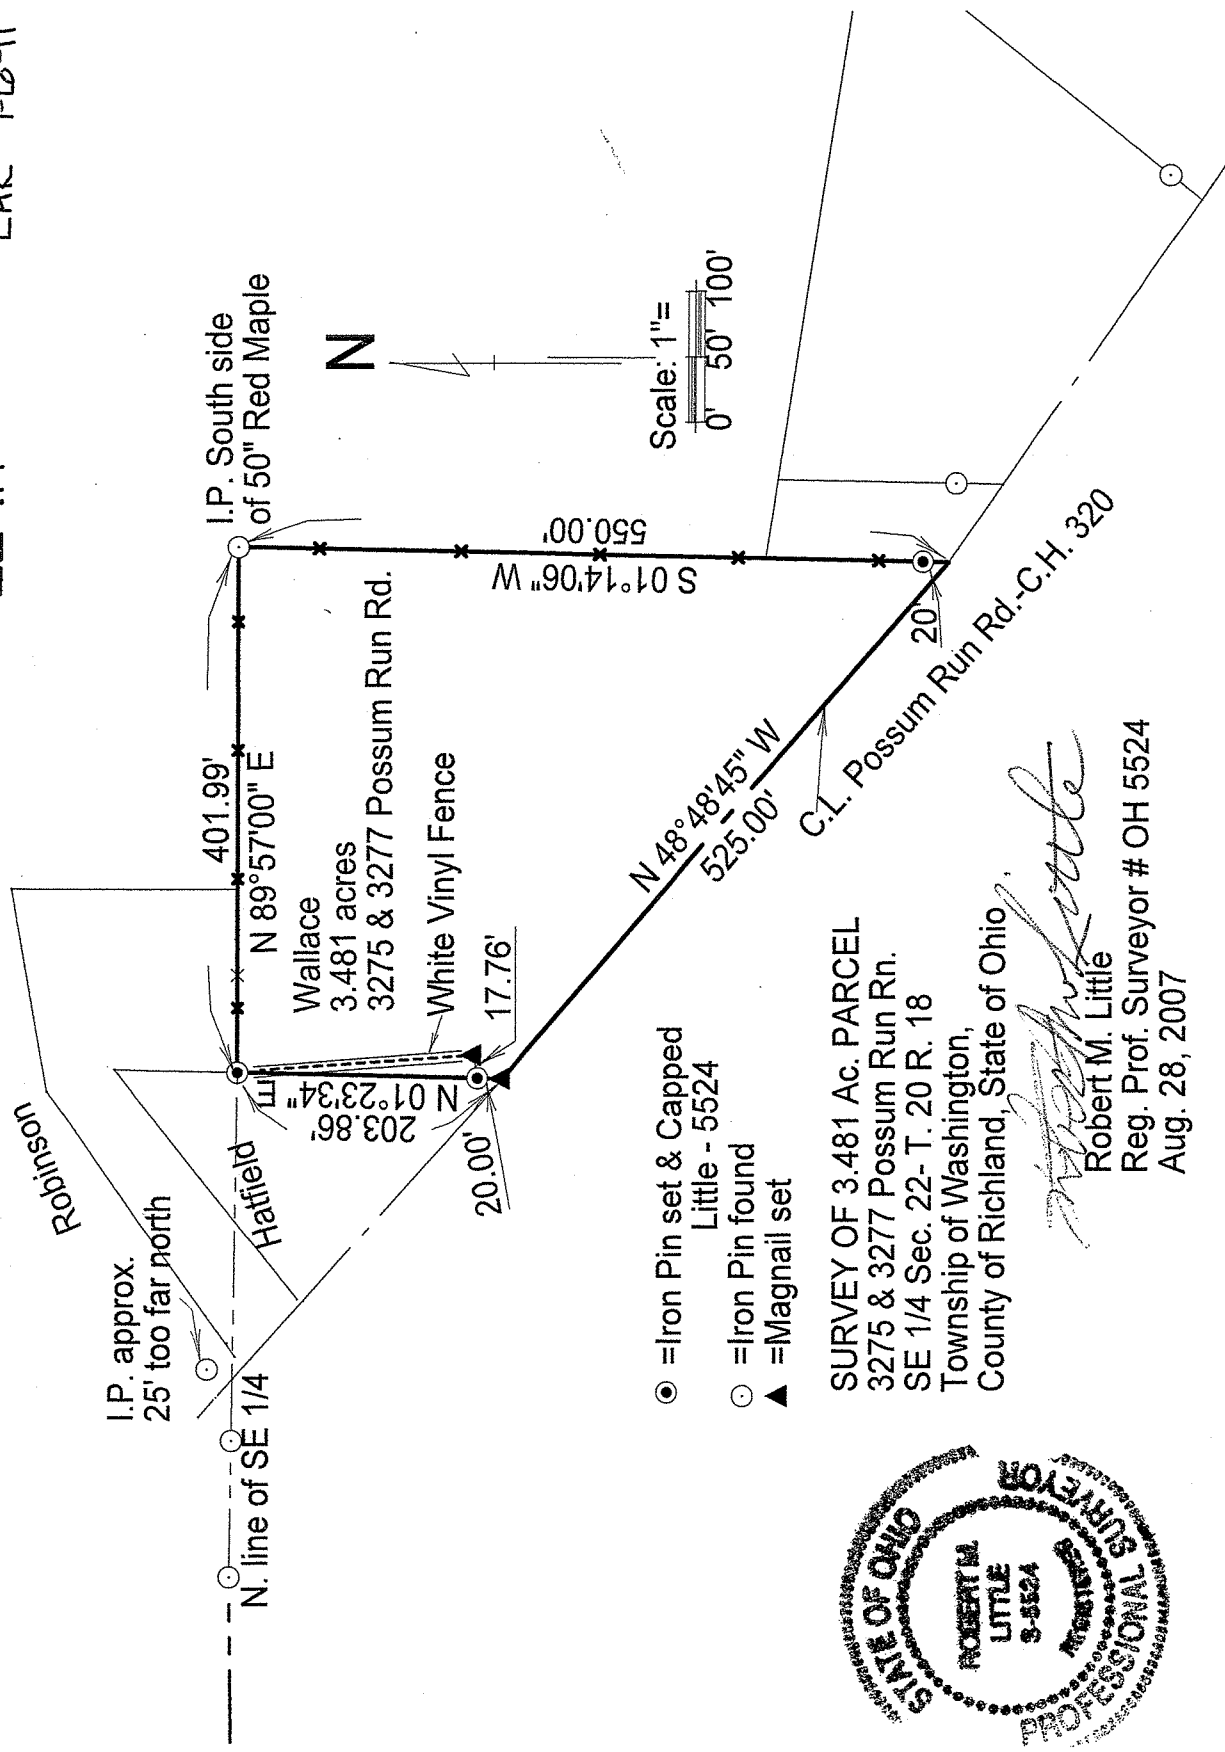 EAK
I.P. South side
of 50" Red Maple
N
Scale: 1"=
0' 50' 100'
401.99'
N 89°57'00" E
550.00'
S 01°14'06" W
Wallace
3.481 acres
3275 & 3277 Possum Run Rd.
White Vinyl Fence
17.76'
N 01°23'34" E
203.86'
20.00'
Robinson
Hatfield
I.P. approx.
25' too far north
N. line of SE 1/4
N 48°48'45" W
525.00'
20'
C.L. Possum Run Rd.-C.H. 320
=Iron Pin set & Capped
Little - 5524
=Iron Pin found
=Magnail set
SURVEY OF 3.481 Ac. PARCEL
3275 & 3277 Possum Run Rn.
SE 1/4 Sec. 22- T. 20 R. 18
Township of Washington,
County of Richland, State of Ohio
Robert M. Little
Reg. Prof. Surveyor # OH 5524
Aug. 28, 2007
STATE OF OHIO
ROBERT M.
LITTLE
S-5524
REGISTERED
PROFESSIONAL SURVEYOR